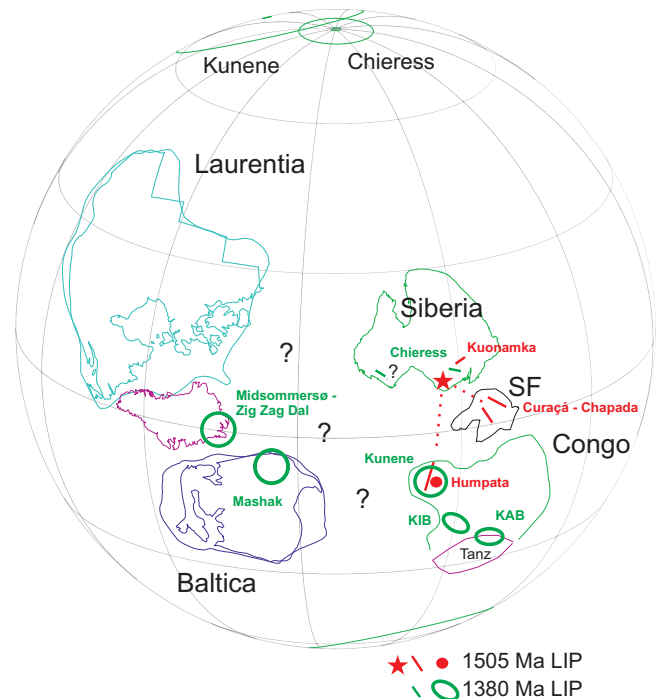 Kunene
Chieress
Laurentia
Siberia
Chieress
Kuonamka
?
?
SF
Curaçá - Chapada
Midsommersø -
Zig Zag Dal
?
Congo
Kunene
Humpata
Mashak
?
KIB
KAB
Tanz
Baltica
1505 Ma LIP
1380 Ma LIP